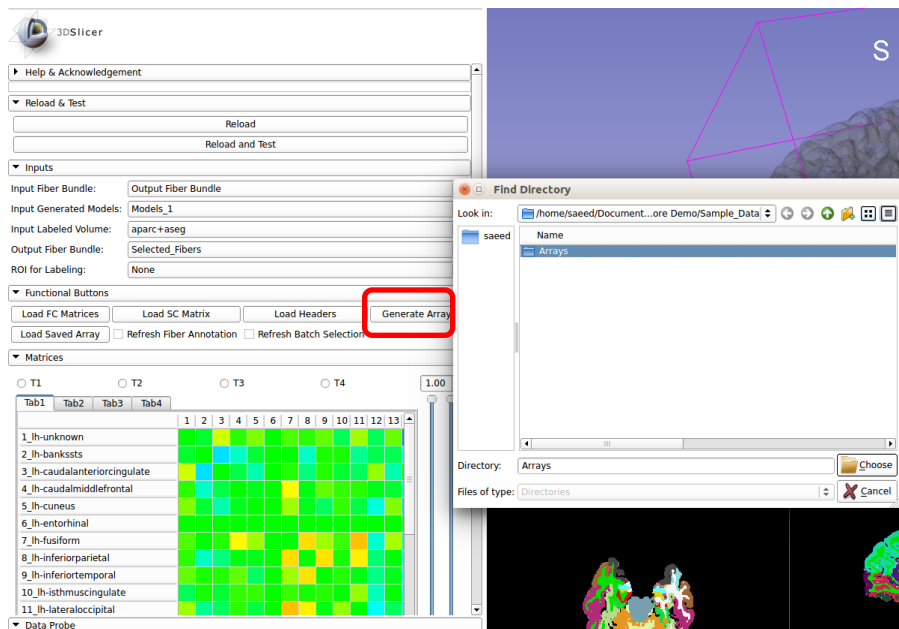 3DSlicer
Help & Acknowledgement
Reload & Test
Reload
Reload and Test
Inputs
Input Fiber Bundle: Output Fiber Bundle
Input Generated Models: Models_1
Input Labeled Volume: aparc+aseg
Output Fiber Bundle: Selected_Fibers
ROI for Labeling: None
Functional Buttons
Load FC Matrices Load SC Matrix Load Headers Generate Array
Load Saved Array Refresh Fiber Annotation Refresh Batch Selection
Matrices
T1 T2 T3 T4 1.00
Tab1 Tab2 Tab3 Tab4
1 2 3 4 5 6 7 8 9 10 11 12 13
1_lh-unknown
2_lh-bankssts
3_lh-caudalanteriorcingulate
4_lh-caudalmiddlefrontal
5_lh-cuneus
6_lh-entorhinal
7_lh-fusiform
8_lh-inferiorparietal
9_lh-inferiortemporal
10_lh-isthmuscingulate
11_lh-lateraloccipital
Data Probe
S
Find Directory
Look in: /home/saeed/Document...ore Demo/Sample_Data
saeed
Name
Arrays
Directory: Arrays Choose
Files of type: Directories Cancel